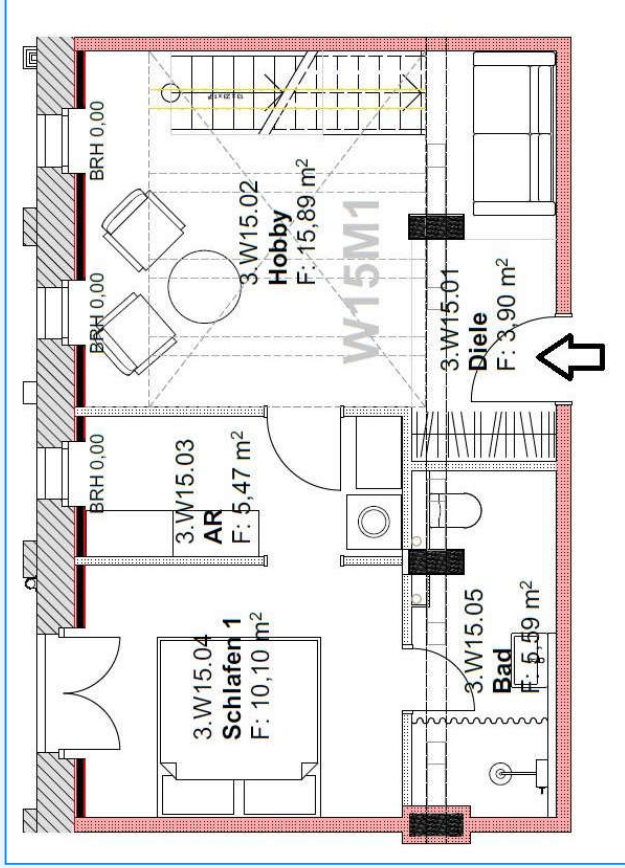 BRH 0,00
BRH 0,00
BRH 0,00
3.W15.02
Hobby
F: 15,89 m²
W15M1
3.W15.01
Diele
F: 3,90 m²
3.W15.03
AR
F: 5,47 m²
3.W15.04
Schlafen 1
F: 10,10 m²
3.W15.05
Bad
F: 5,59 m²